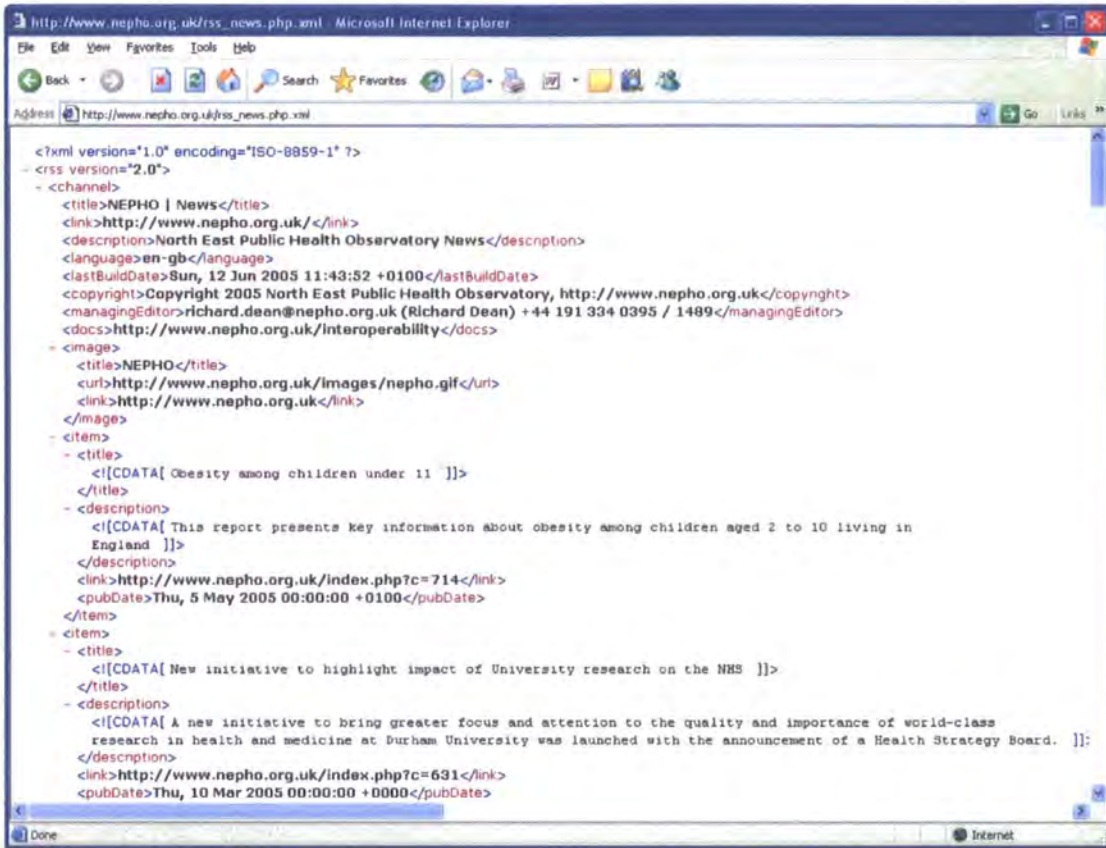 http://www.nepho.org.uk/rss_news.php.xml - Microsoft Internet Explorer
File Edit View Favorites Tools Help
Back Search Favorites
Address http://www.nepho.org.uk/rss_news.php.xml Go Links »
<?xml version="1.0" encoding="ISO-8859-1" ?>
- <rss version="2.0">
- <channel>
<title>NEPHO | News</title>
<link>http://www.nepho.org.uk/</link>
<description>North East Public Health Observatory News</description>
<language>en-gb</language>
<lastBuildDate>Sun, 12 Jun 2005 11:43:52 +0100</lastBuildDate>
<copyright>Copyright 2005 North East Public Health Observatory, http://www.nepho.org.uk</copyright>
<managingEditor>richard.dean@nepho.org.uk (Richard Dean) +44 191 334 0395 / 1489</managingEditor>
<docs>http://www.nepho.org.uk/interoperability</docs>
- <image>
<title>NEPHO</title>
<url>http://www.nepho.org.uk/images/nepho.gif</url>
<link>http://www.nepho.org.uk</link>
</image>
- <item>
- <title>
<![CDATA[ Obesity among children under 11 ]]>
</title>
- <description>
<![CDATA[ This report presents key information about obesity among children aged 2 to 10 living in
England ]]>
</description>
<link>http://www.nepho.org.uk/index.php?c=714</link>
<pubDate>Thu, 5 May 2005 00:00:00 +0100</pubDate>
</item>
- <item>
- <title>
<![CDATA[ New initiative to highlight impact of University research on the NHS ]]>
</title>
- <description>
<![CDATA[ A new initiative to bring greater focus and attention to the quality and importance of world-class
research in health and medicine at Durham University was launched with the announcement of a Health Strategy Board. ]]:
</description>
<link>http://www.nepho.org.uk/index.php?c=631</link>
<pubDate>Thu, 10 Mar 2005 00:00:00 +0000</pubDate>
Done Internet